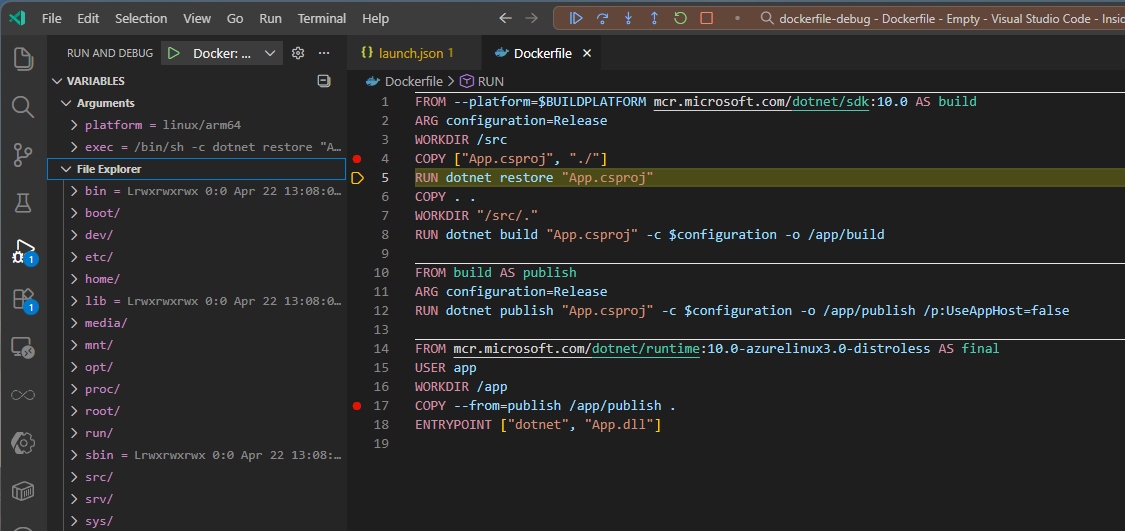 File Edit Selection View Go Run Terminal Help
dockerfile-debug - Dockerfile - Empty - Visual Studio Code - Insid
RUN AND DEBUG Docker: ...
launch.json 1 Dockerfile
Dockerfile > RUN
VARIABLES
Arguments
platform = linux/arm64
exec = /bin/sh -c dotnet restore "A...
File Explorer
bin = Lrwxrwxrwx 0:0 Apr 22 13:08:0...
boot/
dev/
etc/
home/
lib = Lrwxrwxrwx 0:0 Apr 22 13:08:0...
media/
mnt/
opt/
proc/
root/
run/
sbin = Lrwxrwxrwx 0:0 Apr 22 13:08:...
src/
srv/
sys/
1
1
1 FROM --platform=$BUILDPLATFORM mcr.microsoft.com/dotnet/sdk:10.0 AS build
2 ARG configuration=Release
3 WORKDIR /src
4 COPY ["App.csproj", "./"]
5 RUN dotnet restore "App.csproj"
6 COPY . .
7 WORKDIR "/src/."
8 RUN dotnet build "App.csproj" -c $configuration -o /app/build
9
10 FROM build AS publish
11 ARG configuration=Release
12 RUN dotnet publish "App.csproj" -c $configuration -o /app/publish /p:UseAppHost=false
13
14 FROM mcr.microsoft.com/dotnet/runtime:10.0-azurelinux3.0-distroless AS final
15 USER app
16 WORKDIR /app
17 COPY --from=publish /app/publish .
18 ENTRYPOINT ["dotnet", "App.dll"]
19